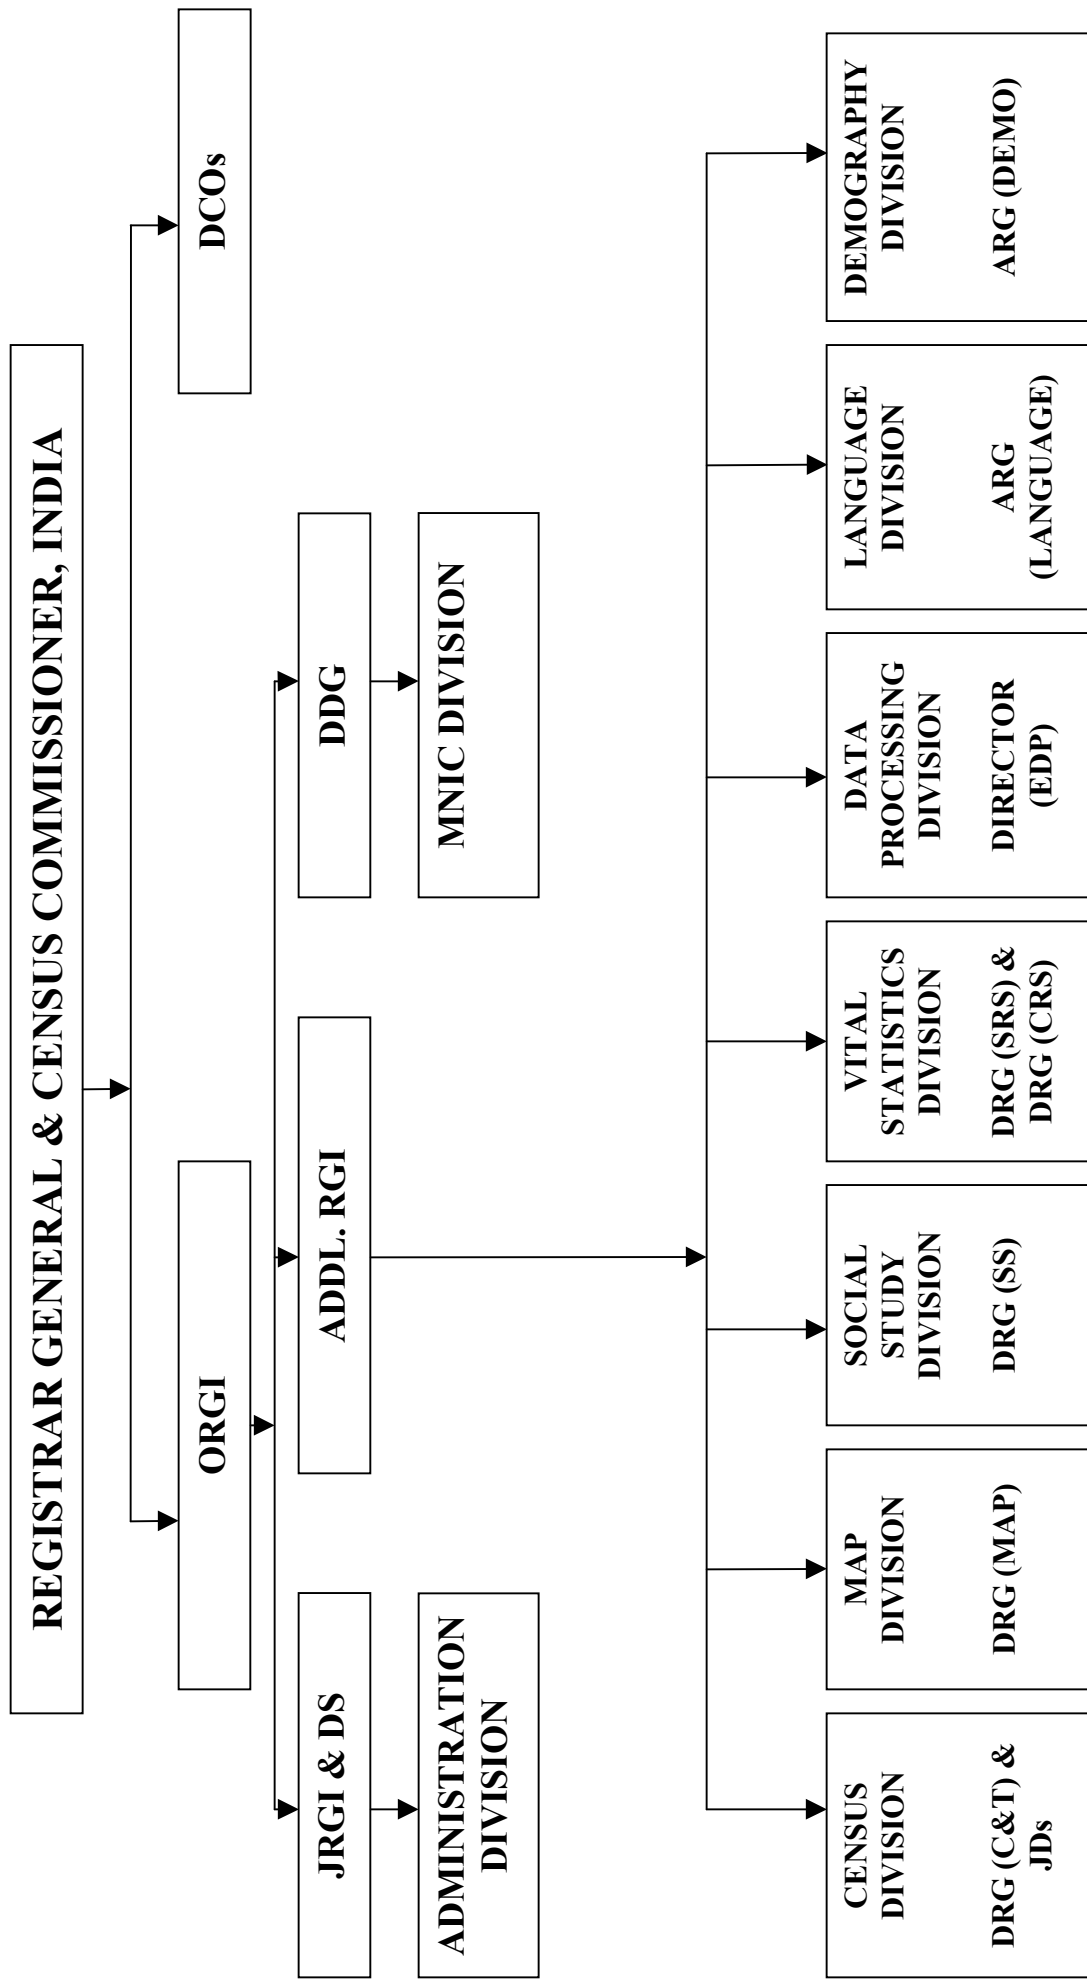 REGISTRAR GENERAL & CENSUS COMMISSIONER, INDIA
ORGI
DCOs
JRGI & DS
ADDL. RGI
DDG
ADMINISTRATION
DIVISION
MNIC DIVISION
CENSUS
DIVISION
DRG (C&T) &
JDs
MAP
DIVISION
DRG (MAP)
SOCIAL
STUDY
DIVISION
DRG (SS)
VITAL
STATISTICS
DIVISION
DRG (SRS) &
DRG (CRS)
DATA
PROCESSING
DIVISION
DIRECTOR
(EDP)
LANGUAGE
DIVISION
ARG
(LANGUAGE)
DEMOGRAPHY
DIVISION
ARG (DEMO)